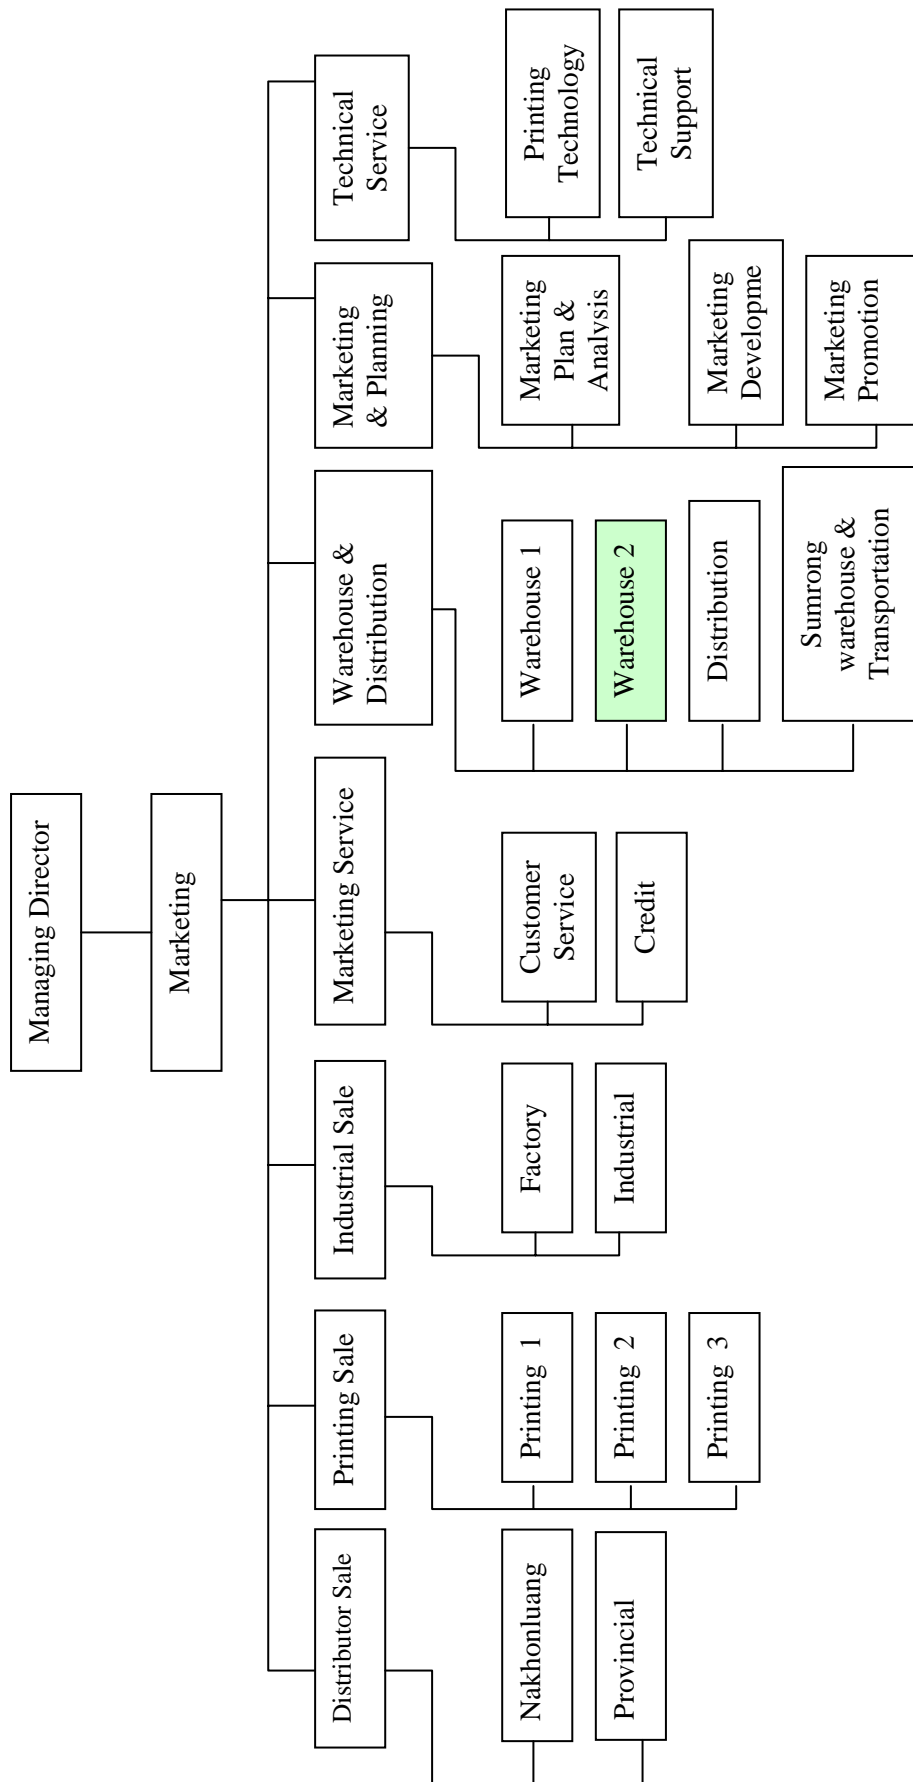 Managing Director
Marketing
Distributor Sale
Printing Sale
Industrial Sale
Marketing Service
Warehouse &
Distribution
Marketing
& Planning
Technical
Service
Nakhonluang
Provincial
Printing 1
Printing 2
Printing 3
Factory
Industrial
Customer
Service
Credit
Warehouse 1
Warehouse 2
Distribution
Sumrong
warehouse &
Transportation
Marketing
Plan &
Analysis
Marketing
Developme
Marketing
Promotion
Printing
Technology
Technical
Support